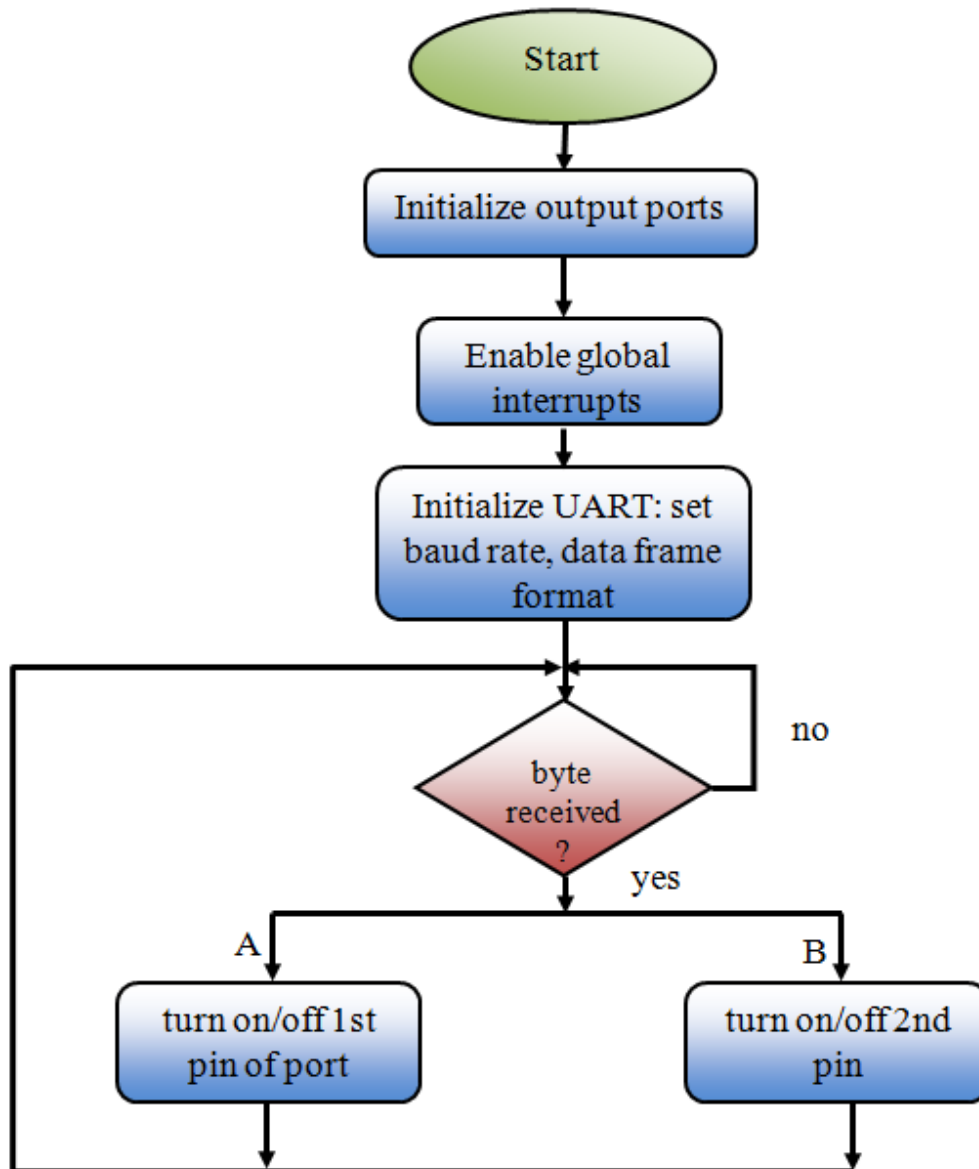 Start
Initialize output ports
Enable global
interrupts
Initialize UART: set
baud rate, data frame
format
no
byte
received
?
yes
A
B
turn on/off 1st
pin of port
turn on/off 2nd
pin